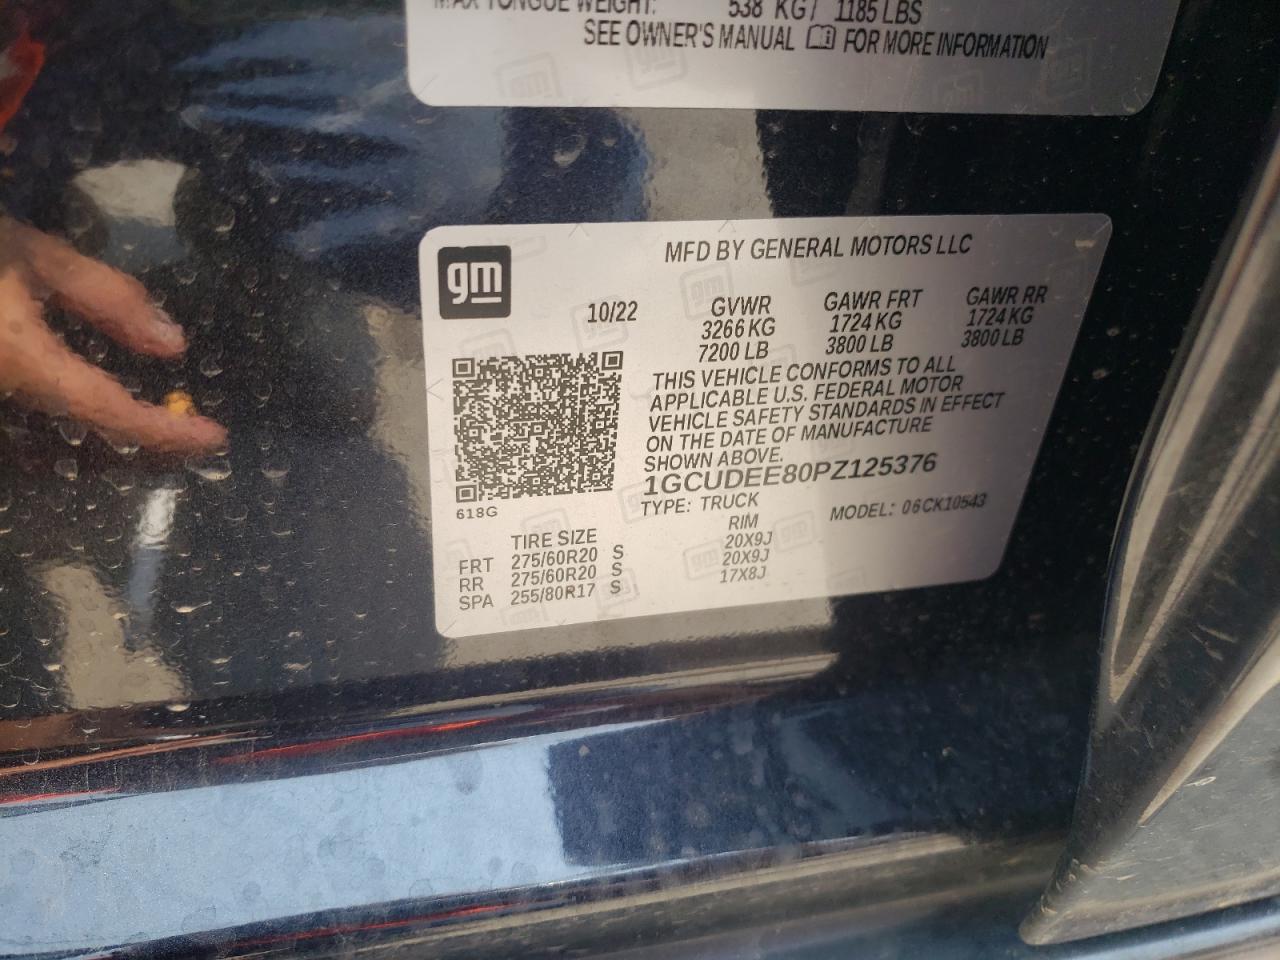 MAX TONGUE WEIGHT: 538 KG / 1185 LBS
SEE OWNER'S MANUAL FOR MORE INFORMATION
gm
MFD BY GENERAL MOTORS LLC
10/22 GVWR GAWR FRT GAWR RR
3266 KG 1724 KG 1724 KG
7200 LB 3800 LB 3800 LB
THIS VEHICLE CONFORMS TO ALL
APPLICABLE U.S. FEDERAL MOTOR
VEHICLE SAFETY STANDARDS IN EFFECT
ON THE DATE OF MANUFACTURE
SHOWN ABOVE.
1GCUDEE80PZ125376
618G
TYPE: TRUCK MODEL: 06CK10543
TIRE SIZE RIM
FRT 275/60R20 S 20X9J
RR 275/60R20 S 20X9J
SPA 255/80R17 S 17X8J